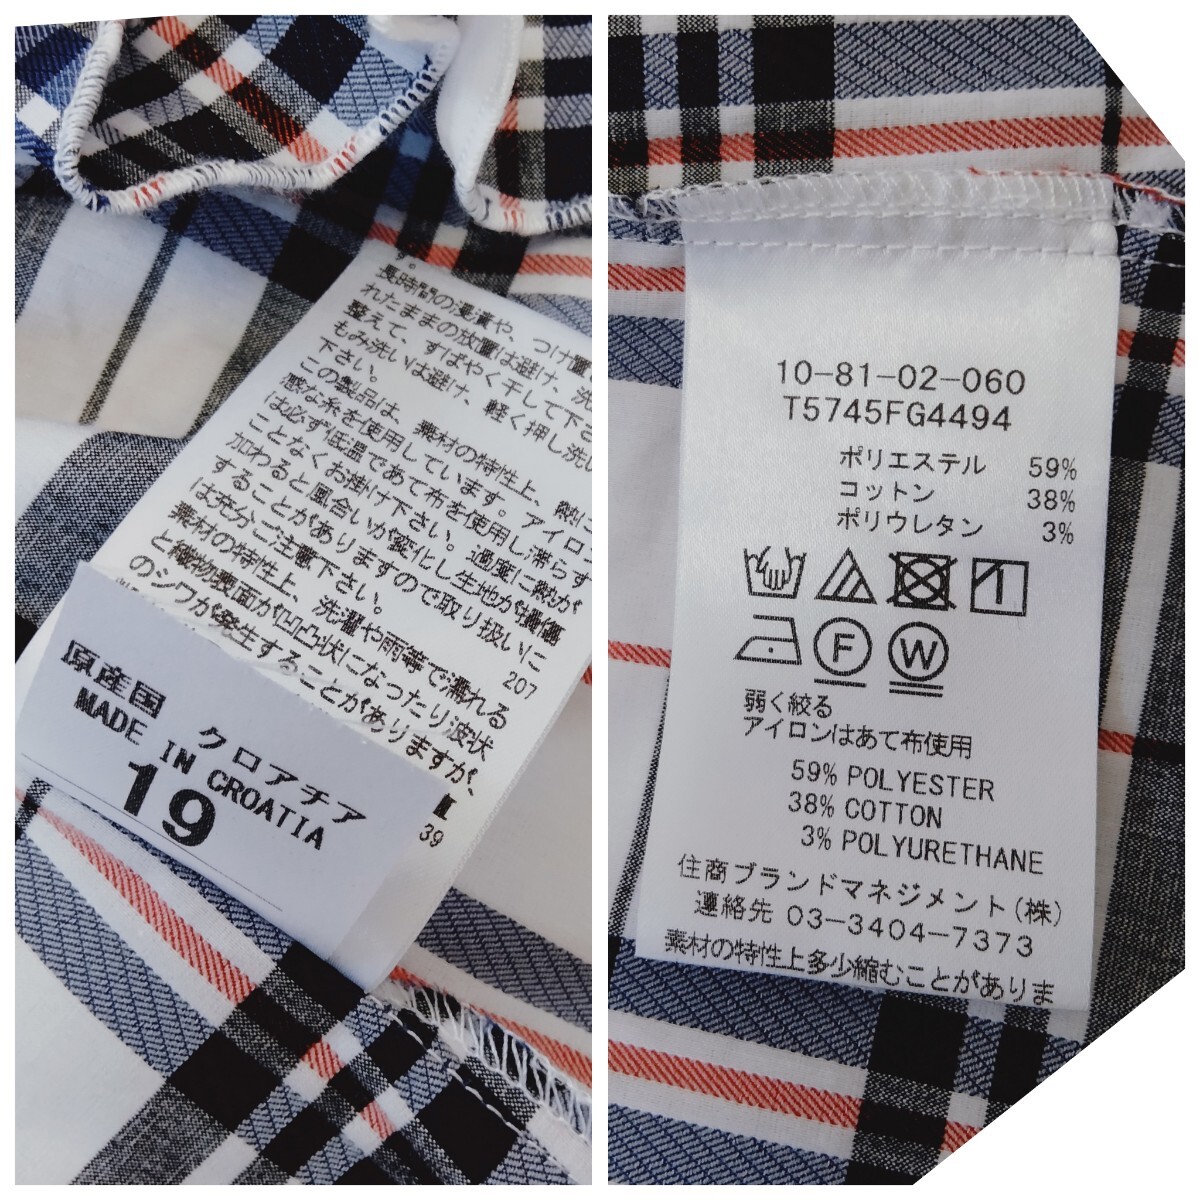 す。
長時間の浸漬や、つけ置
れたままの放置は避け、洗
整えて、すばやく干して下さ
もみ洗いは避け、軽く押し洗い
下さい。
この製品は、素材の特性上、熱に
感な糸を使用しています。アイロ
は必ず低温であて布を使用し滞らす
ことなくお掛け下さい。過度に熱が
加わると風合いが変化し生地が損傷
することがありますので取り扱いに
は充分ご注意下さい。
207
素材の特性上、洗濯や雨等で濡れる
と織物表面が凹凸状になったり波状
のシワが発生することがありますが、
39
原産国 クロアチア
MADE IN CROATIA
19
10-81-02-060
T5745FG4494
ポリエステル 59%
コットン 38%
ポリウレタン 3%
F W
弱く絞る
アイロンはあて布使用
59% POLYESTER
38% COTTON
3% POLYURETHANE
住商ブランドマネジメント(株)
連絡先 03-3404-7373
素材の特性上多少縮むことがありま